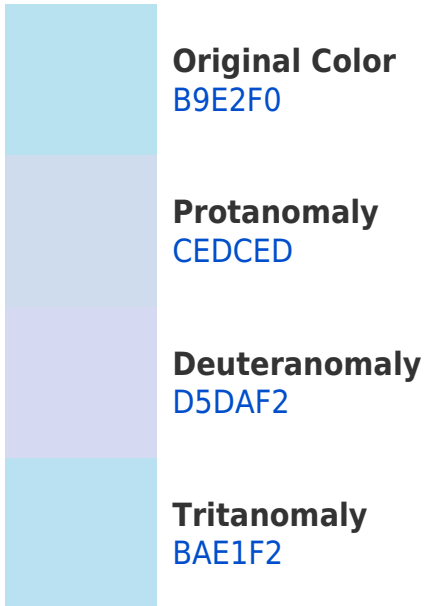 Original Color
B9E2F0
Protanomaly
CEDCED
Deuteranomaly
D5DAF2
Tritanomaly
BAE1F2